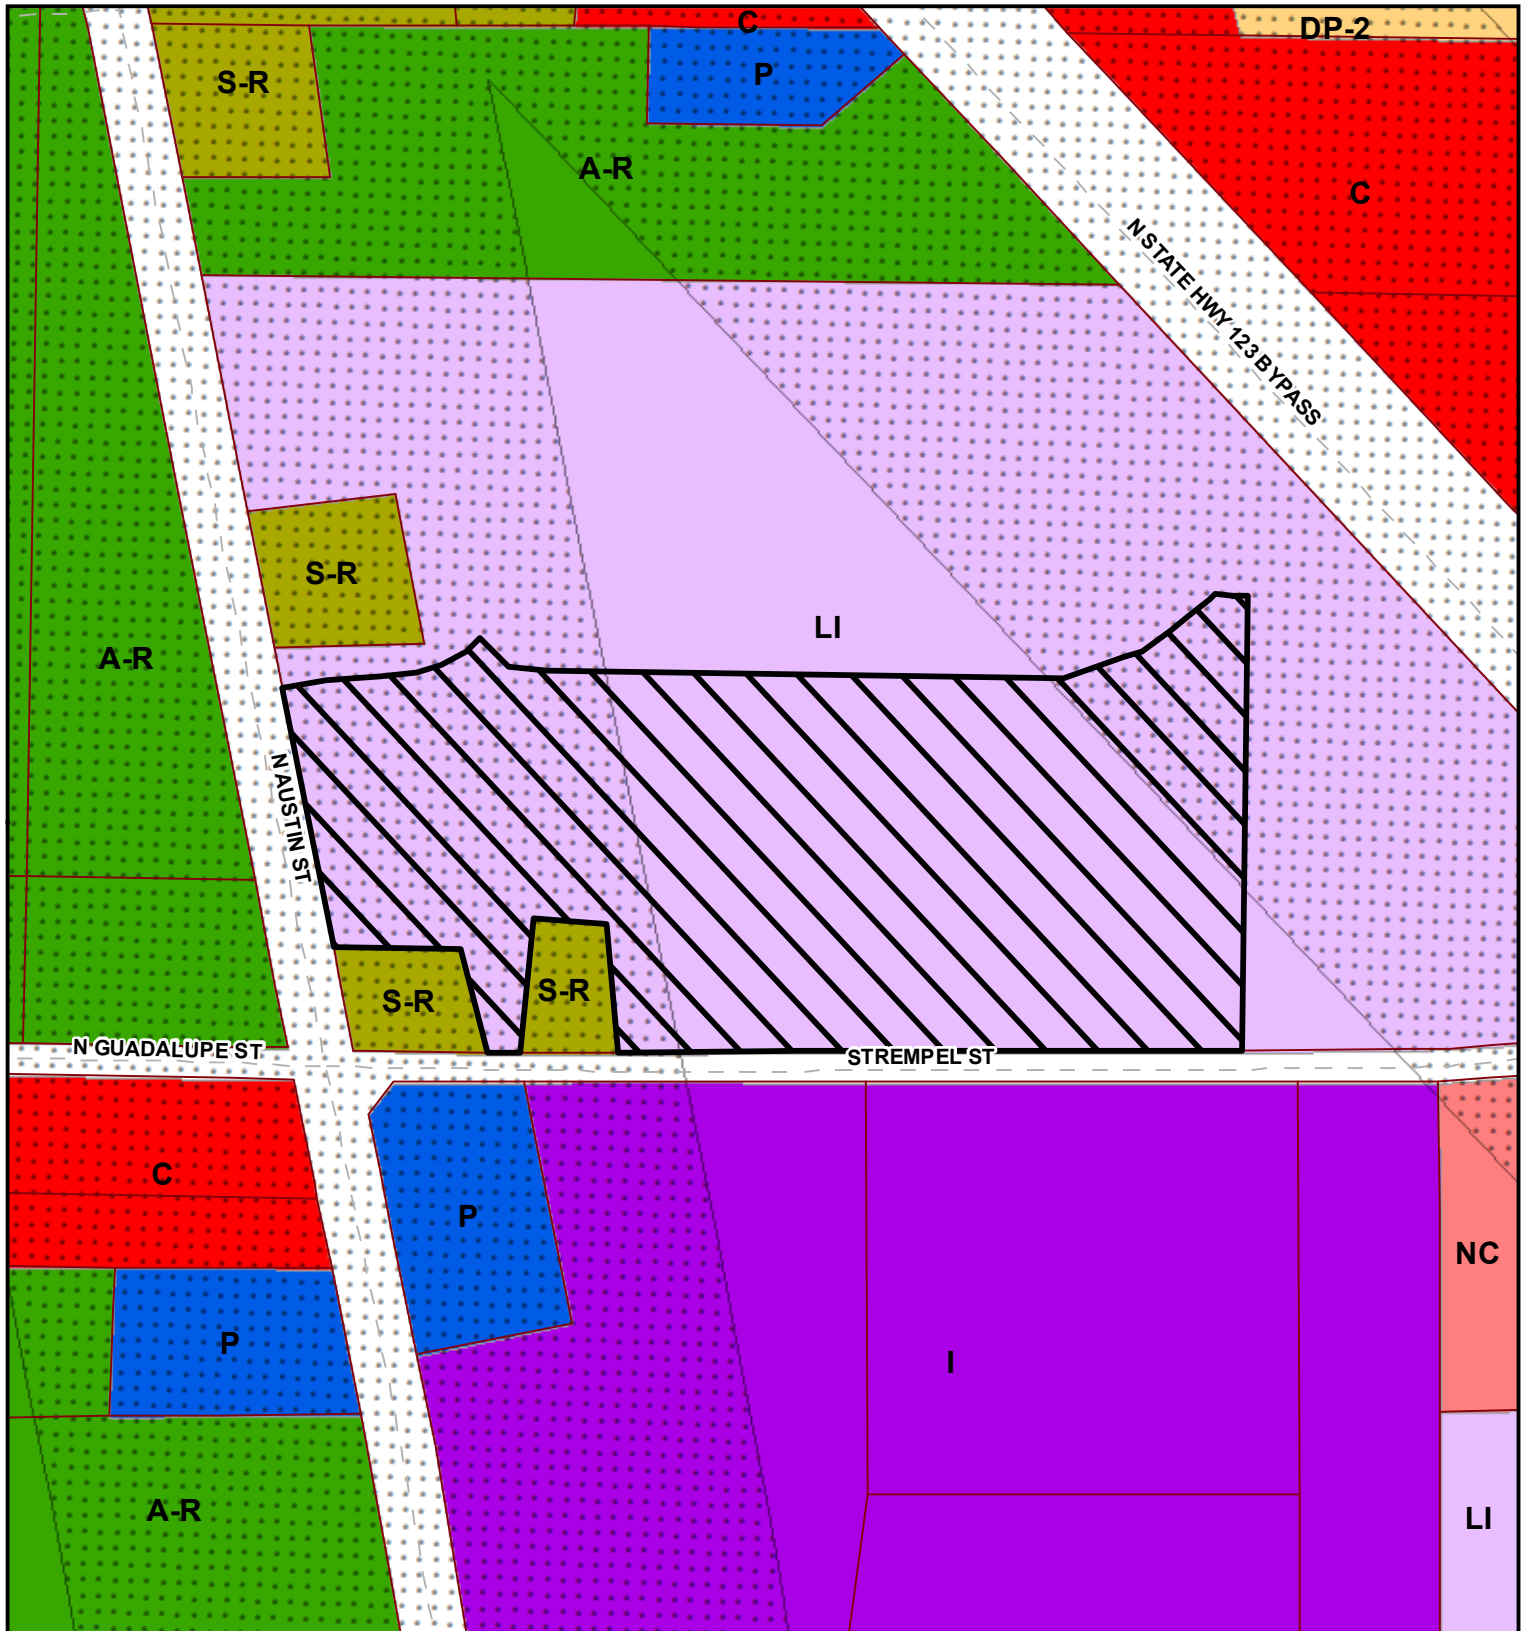 C
DP-2
S-R
P
A-R
C
N STATE HWY 123 BYPASS
S-R
LI
A-R
N AUSTIN ST
S-R
S-R
N GUADALUPE ST
STREMPEL ST
C
P
NC
P
I
A-R
LI